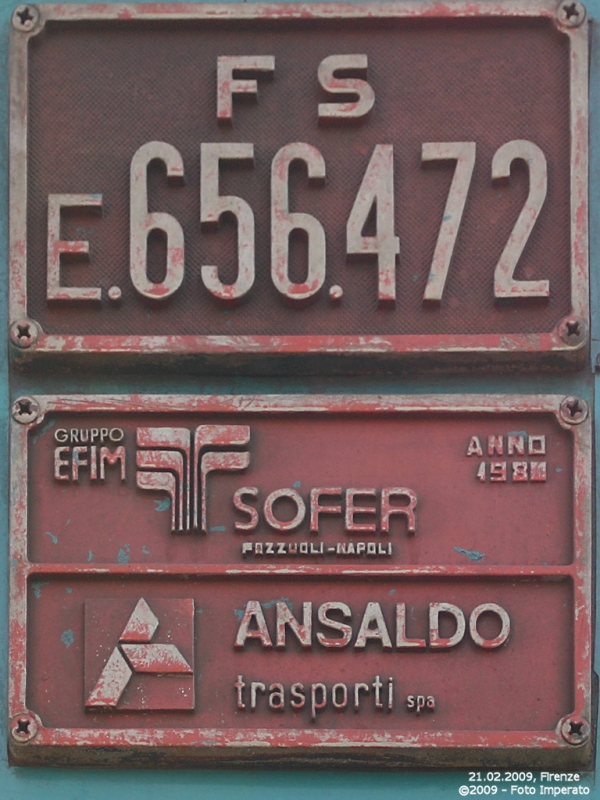 FS
E.656.472
GRUPPO
EFIM
ANNO
SOFER
POZZUOLI-NAPOLI
ANSALDO
trasporti spa
21.02.2009, Firenze
©2009 - Foto Imperato